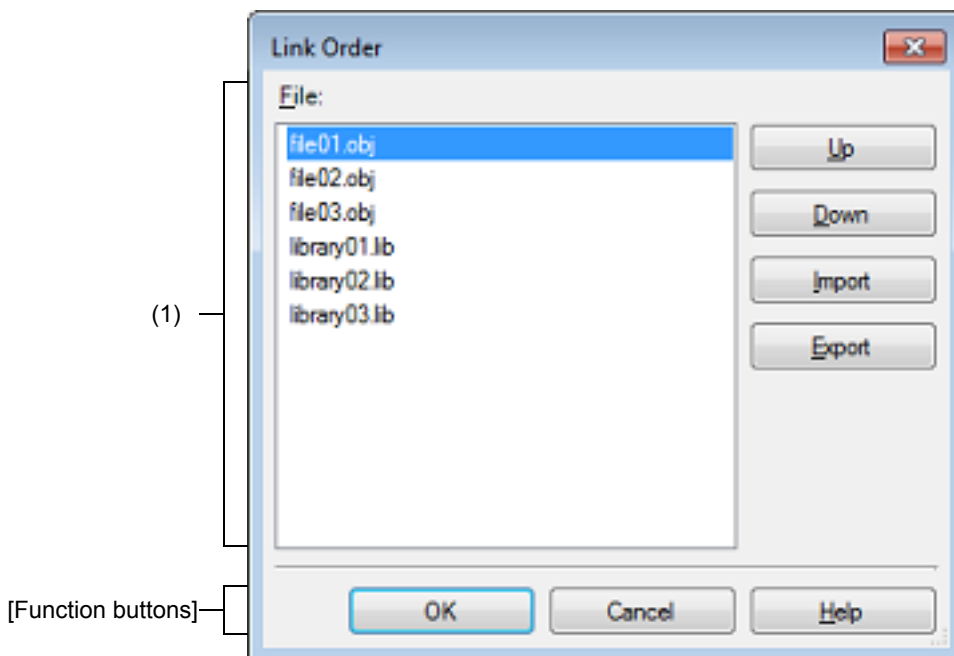 Link Order
File:
file01.obj
file02.obj
file03.obj
library01.lib
library02.lib
library03.lib
Up
Down
Import
Export
(1)
[Function buttons]
OK
Cancel
Help